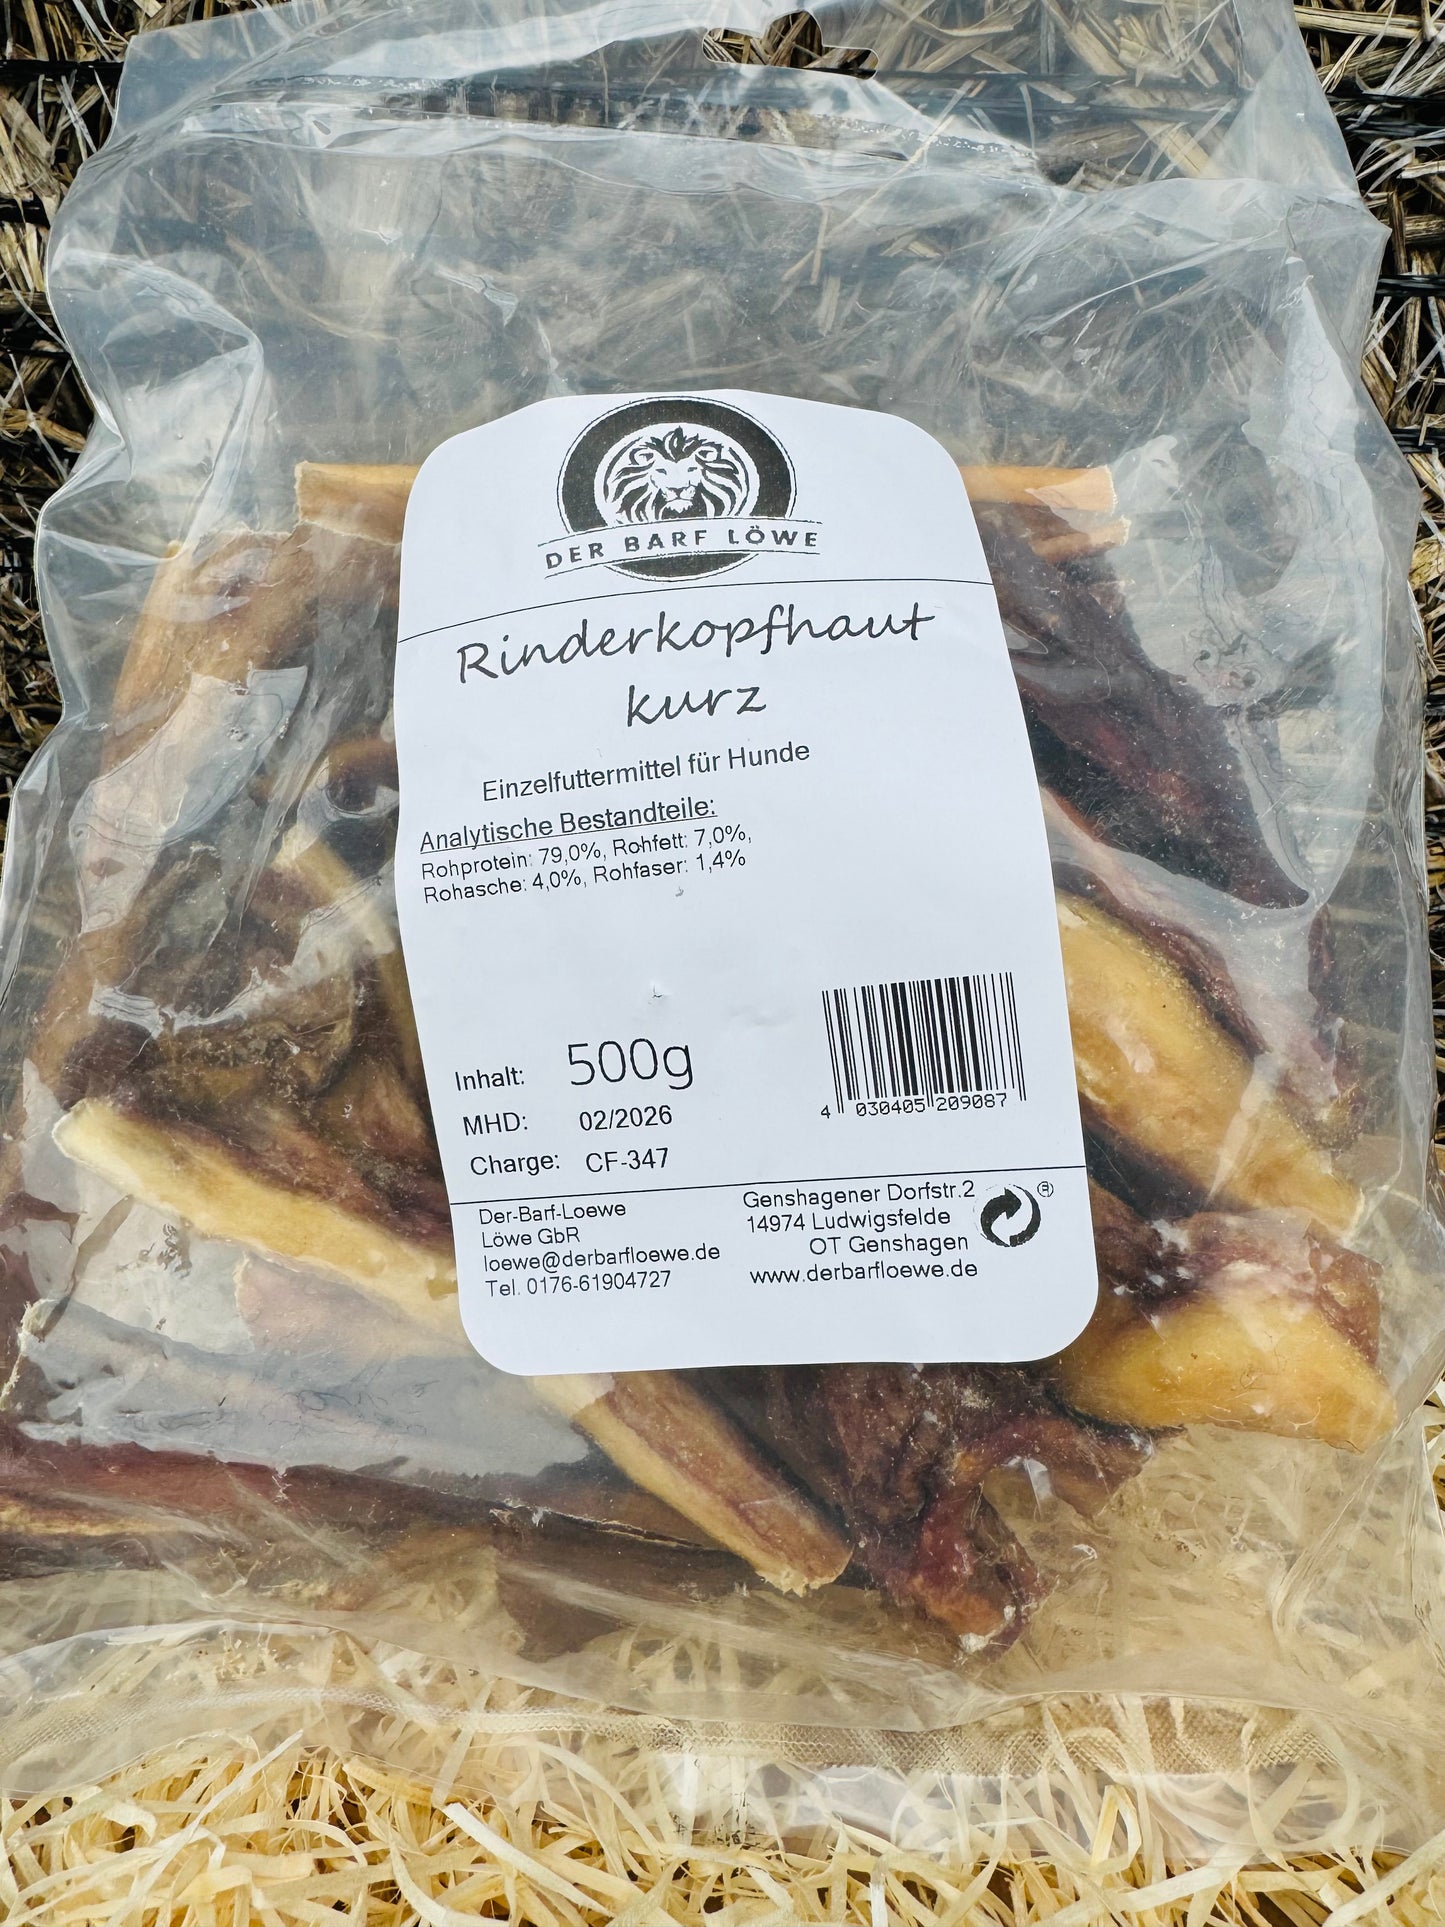 DER BARF LÖWE
Rinderkopfhaut
kurz
Einzelfuttermittel für Hunde
Analytische Bestandteile:
Rohprotein: 79,0%, Rohfett: 7,0%,
Rohasche: 4,0%, Rohfaser: 1,4%
Inhalt: 500g
MHD: 02/2026
Charge: CF-347
4 030405 209087
Der-Barf-Loewe
Löwe GbR
loewe@derbarfloewe.de
Tel. 0176-61904727
Genshagener Dorfstr.2
14974 Ludwigsfelde
OT Genshagen
www.derbarfloewe.de
®